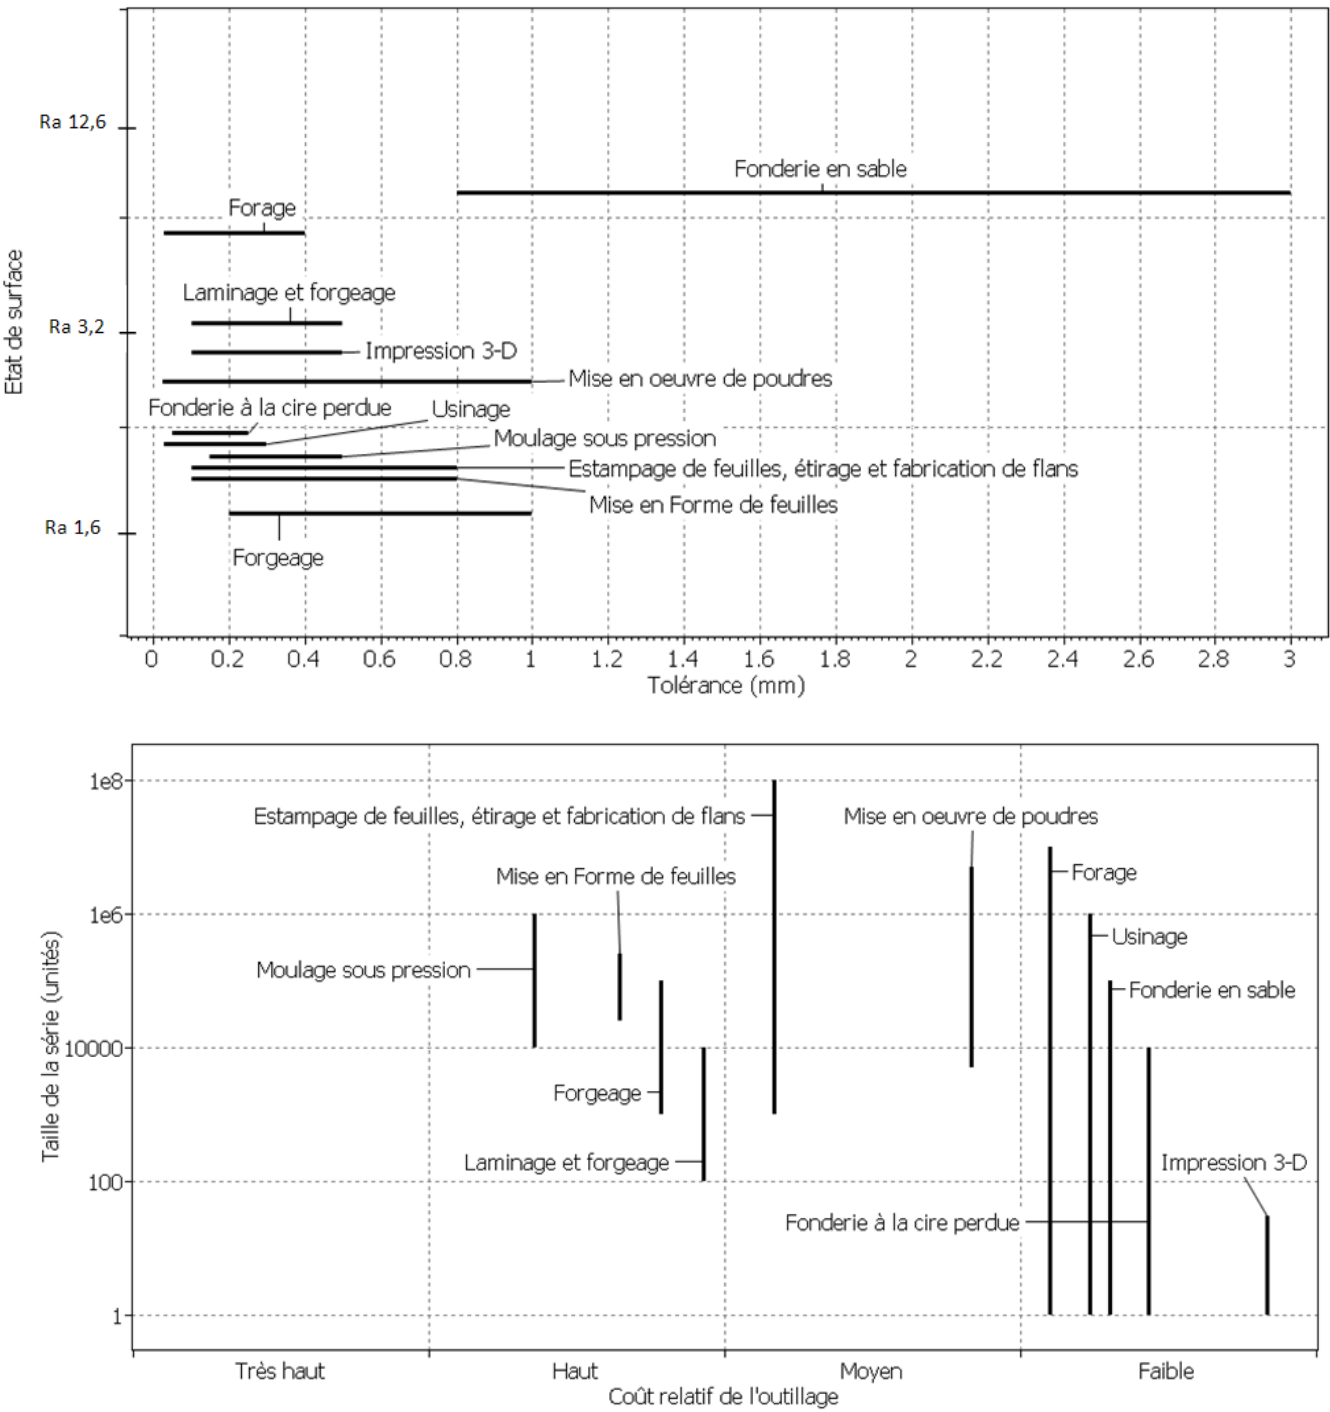 Ra 12,6
Fonderie en sable
Forage
Etat de surface
Laminage et forgeage
Ra 3,2
Impression 3-D
Mise en oeuvre de poudres
Fonderie à la cire perdue
Usinage
Moulage sous pression
Estampage de feuilles, étirage et fabrication de flans
Mise en Forme de feuilles
Ra 1,6
Forgeage
0 0.2 0.4 0.6 0.8 1 1.2 1.4 1.6 1.8 2 2.2 2.4 2.6 2.8 3
Tolérance (mm)
1e8
Estampage de feuilles, étirage et fabrication de flans
Mise en oeuvre de poudres
Mise en Forme de feuilles
Forage
1e6
Usinage
Moulage sous pression
Fonderie en sable
Taille de la série (unités)
10000
Forgeage
Laminage et forgeage
Impression 3-D
100
Fonderie à la cire perdue
1
Très haut Haut Moyen Faible
Coût relatif de l'outillage